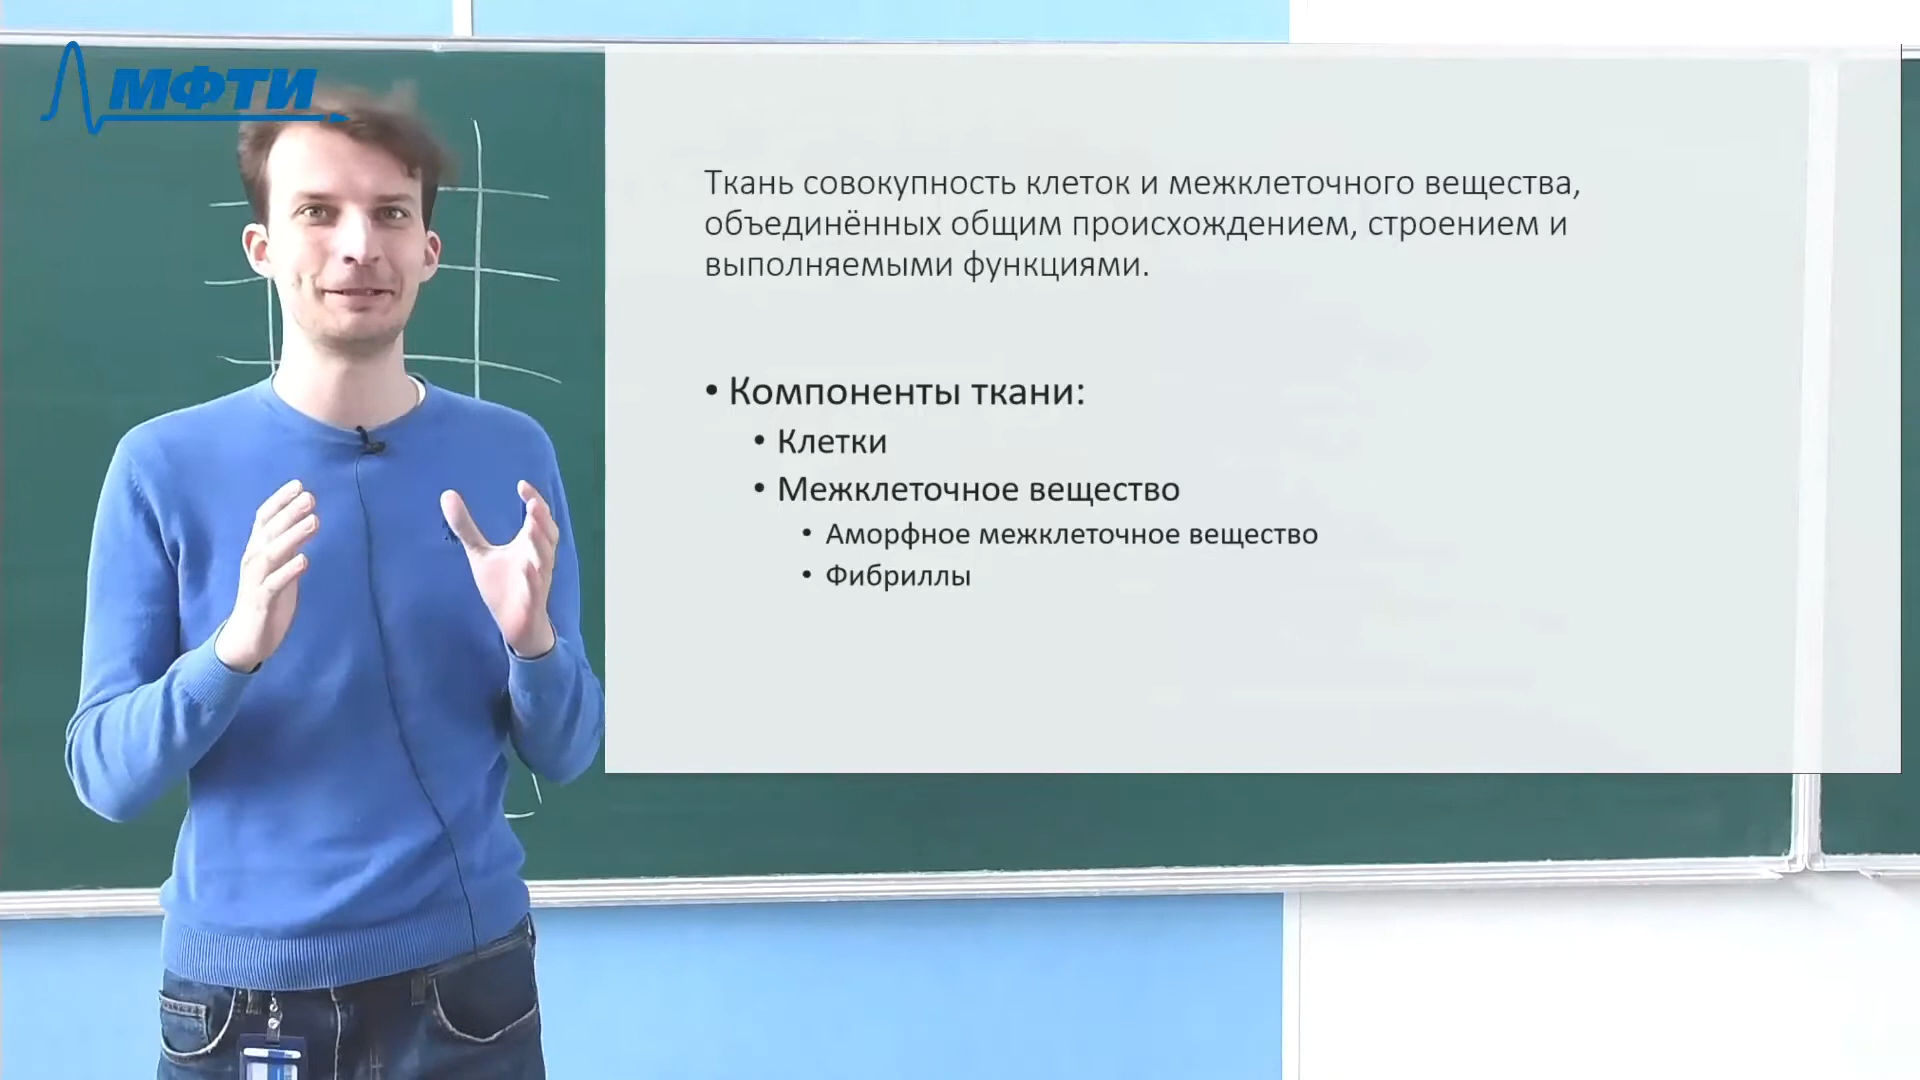 МФТИ
Ткань совокупность клеток и межклеточного вещества,
объединённых общим происхождением, строением и
выполняемыми функциями.
• Компоненты ткани:
• Клетки
• Межклеточное вещество
• Аморфное межклеточное вещество
• Фибриллы